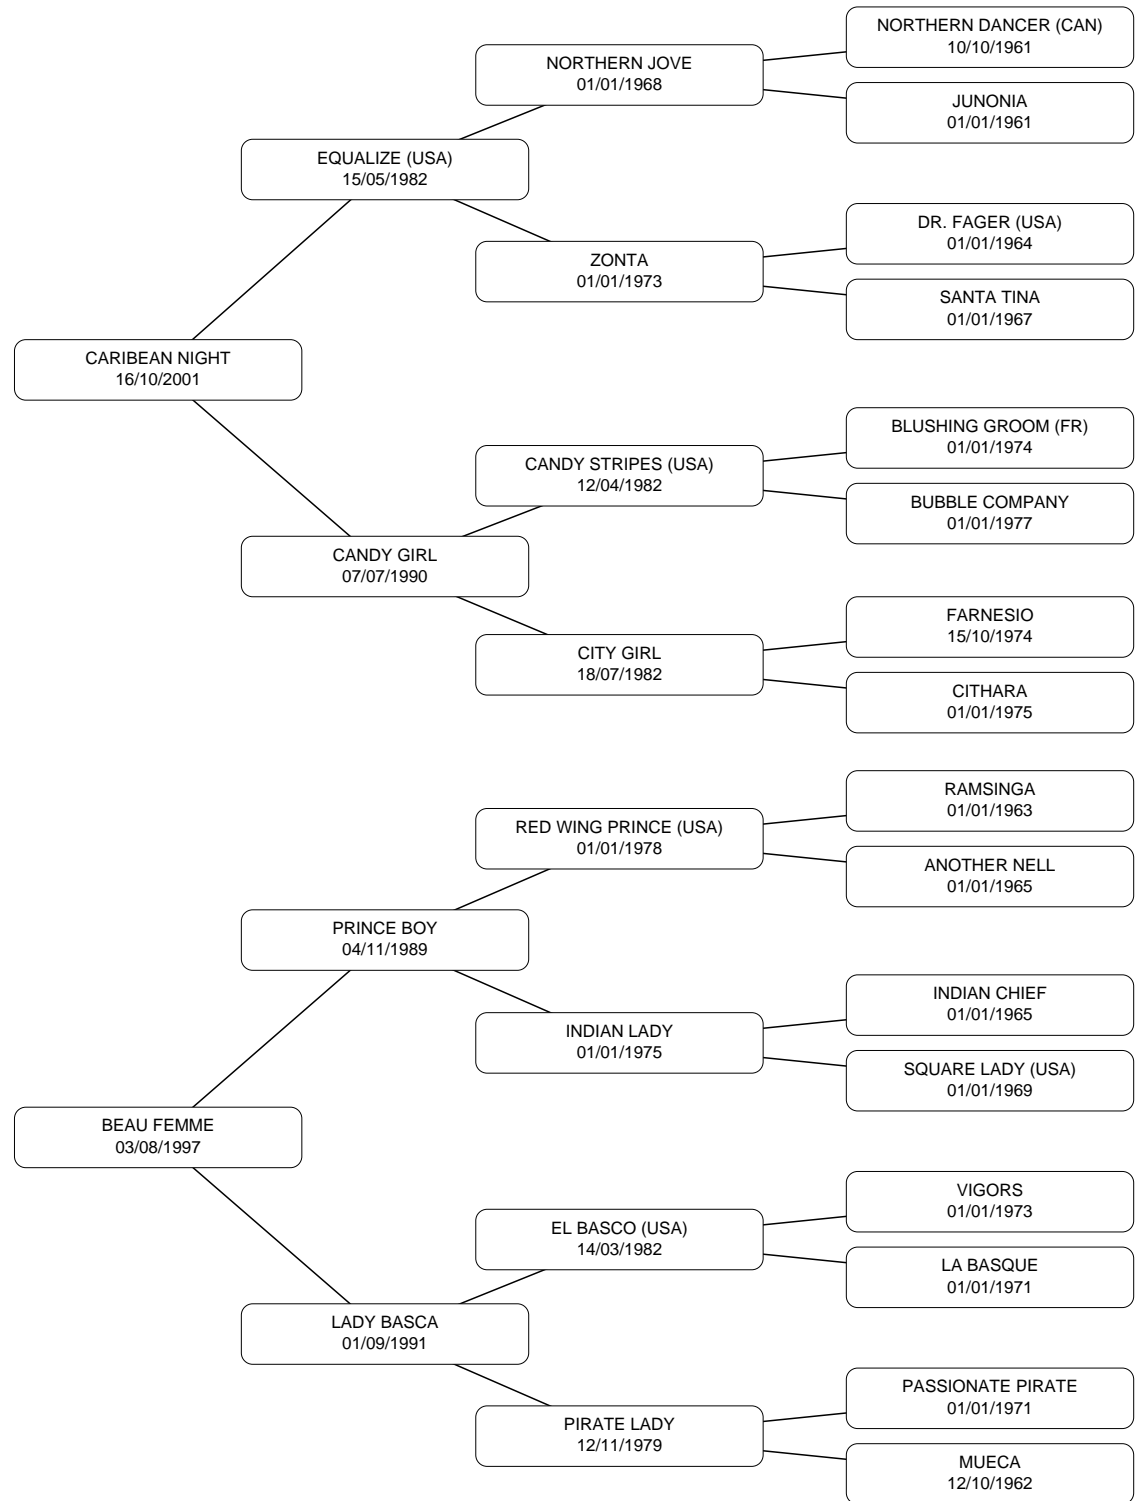 NORTHERN DANCER (CAN)
10/10/1961
NORTHERN JOVE
01/01/1968
JUNONIA
01/01/1961
EQUALIZE (USA)
15/05/1982
DR. FAGER (USA)
01/01/1964
ZONTA
01/01/1973
SANTA TINA
01/01/1967
CARIBEAN NIGHT
16/10/2001
BLUSHING GROOM (FR)
01/01/1974
CANDY STRIPES (USA)
12/04/1982
BUBBLE COMPANY
01/01/1977
CANDY GIRL
07/07/1990
FARNESIO
15/10/1974
CITY GIRL
18/07/1982
CITHARA
01/01/1975
RAMSINGA
01/01/1963
RED WING PRINCE (USA)
01/01/1978
ANOTHER NELL
01/01/1965
PRINCE BOY
04/11/1989
INDIAN CHIEF
01/01/1965
INDIAN LADY
01/01/1975
SQUARE LADY (USA)
01/01/1969
BEAU FEMME
03/08/1997
VIGORS
01/01/1973
EL BASCO (USA)
14/03/1982
LA BASQUE
01/01/1971
LADY BASCA
01/09/1991
PASSIONATE PIRATE
01/01/1971
PIRATE LADY
12/11/1979
MUECA
12/10/1962